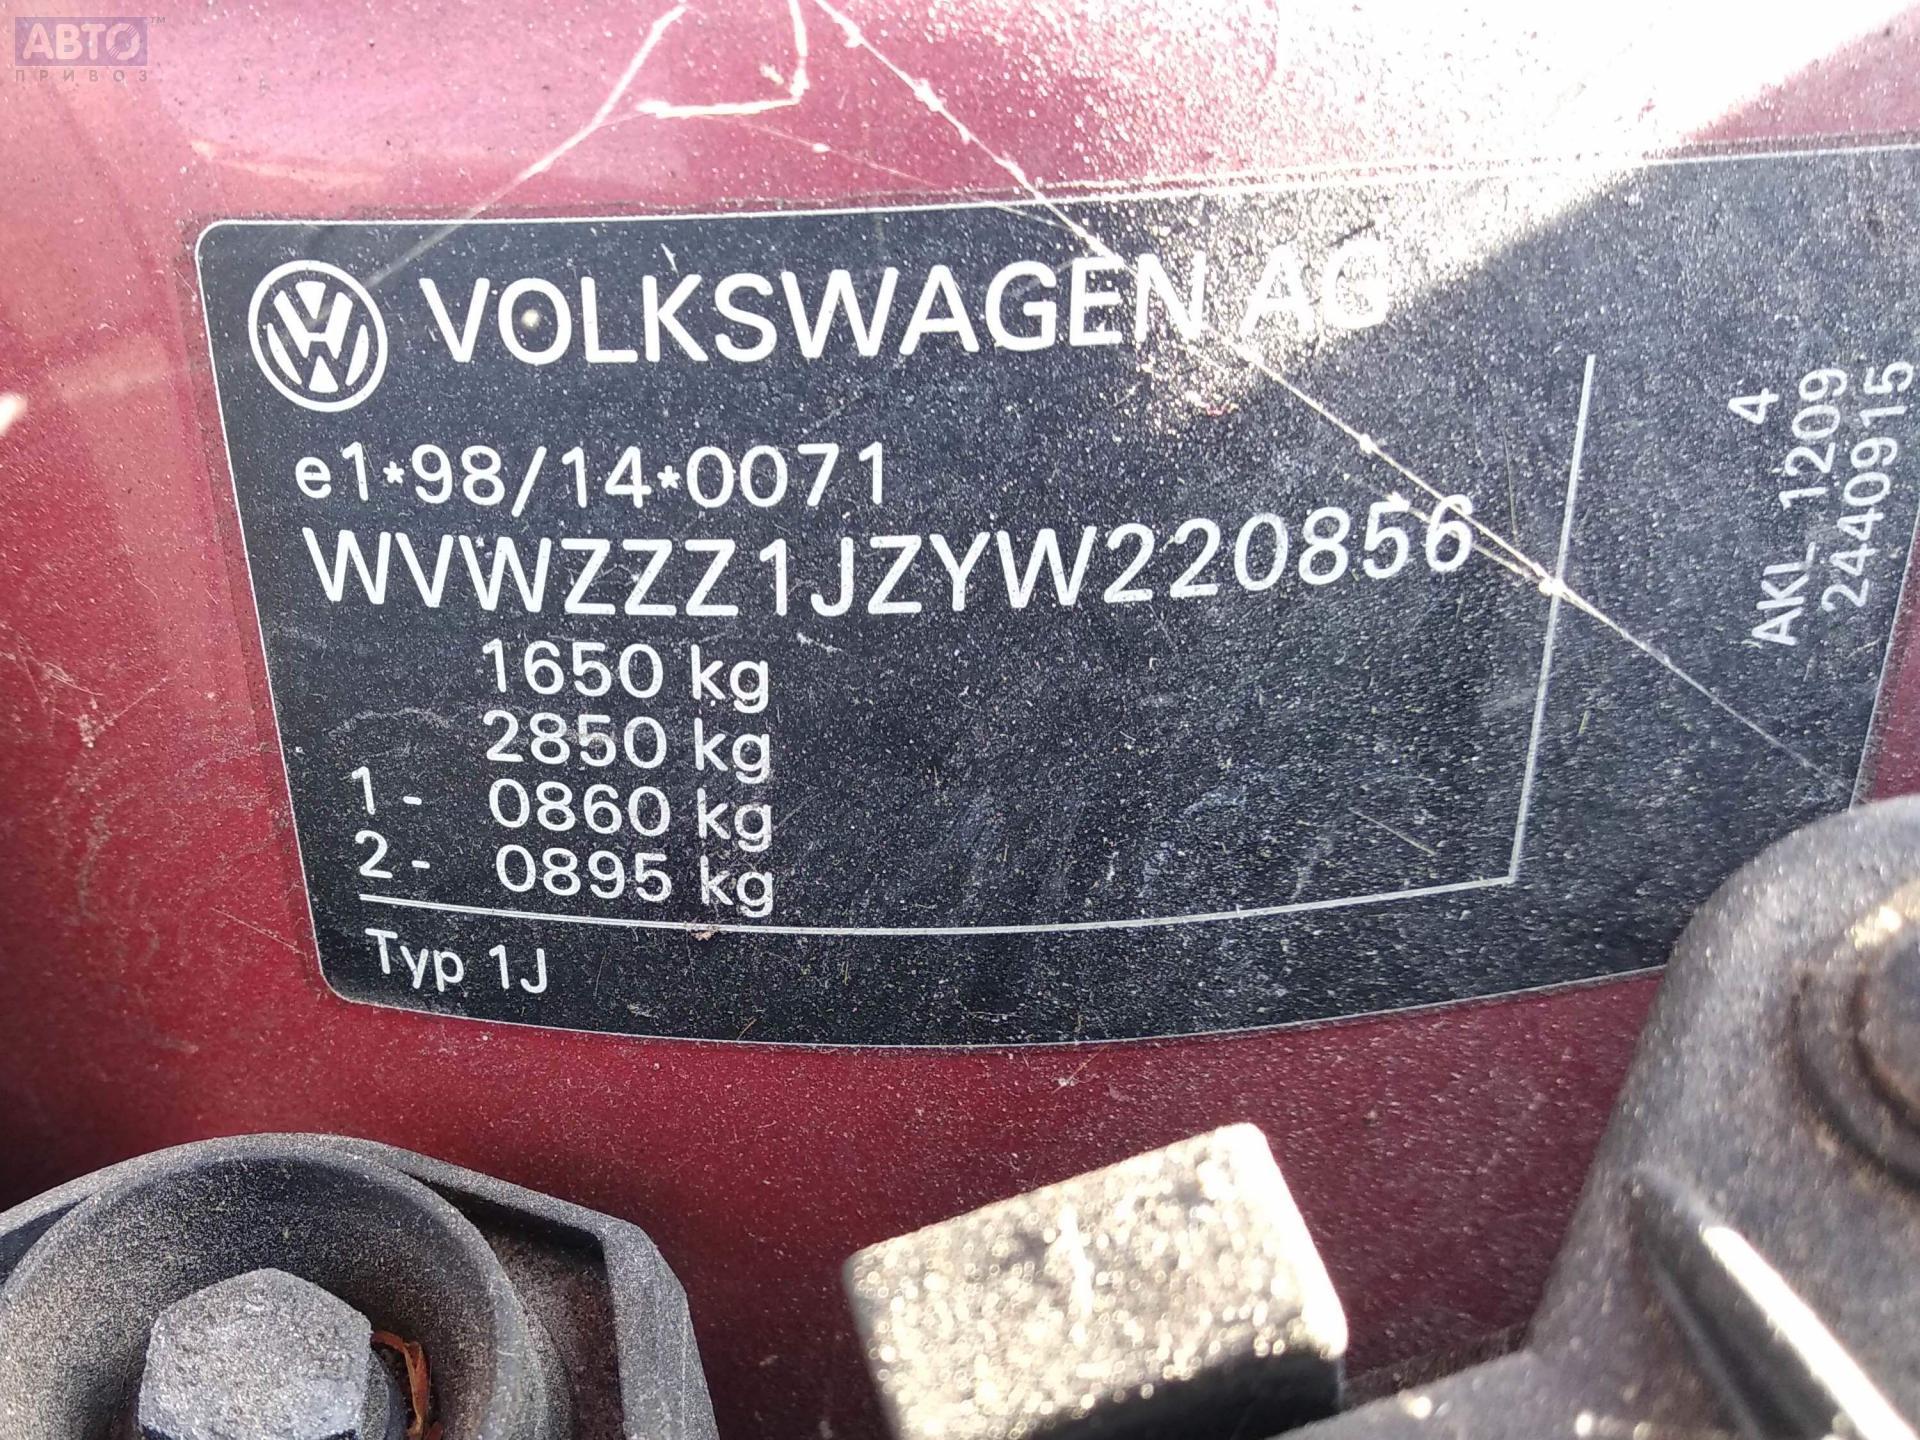 АВТО™
ПРИВОЗ
VOLKSWAGEN AG
e1*98/14*0071
WVWZZZ1JZYW220856
1650 kg
2850 kg
1- 0860 kg
2- 0895 kg
Typ 1J
4
AKL 1209
2440915